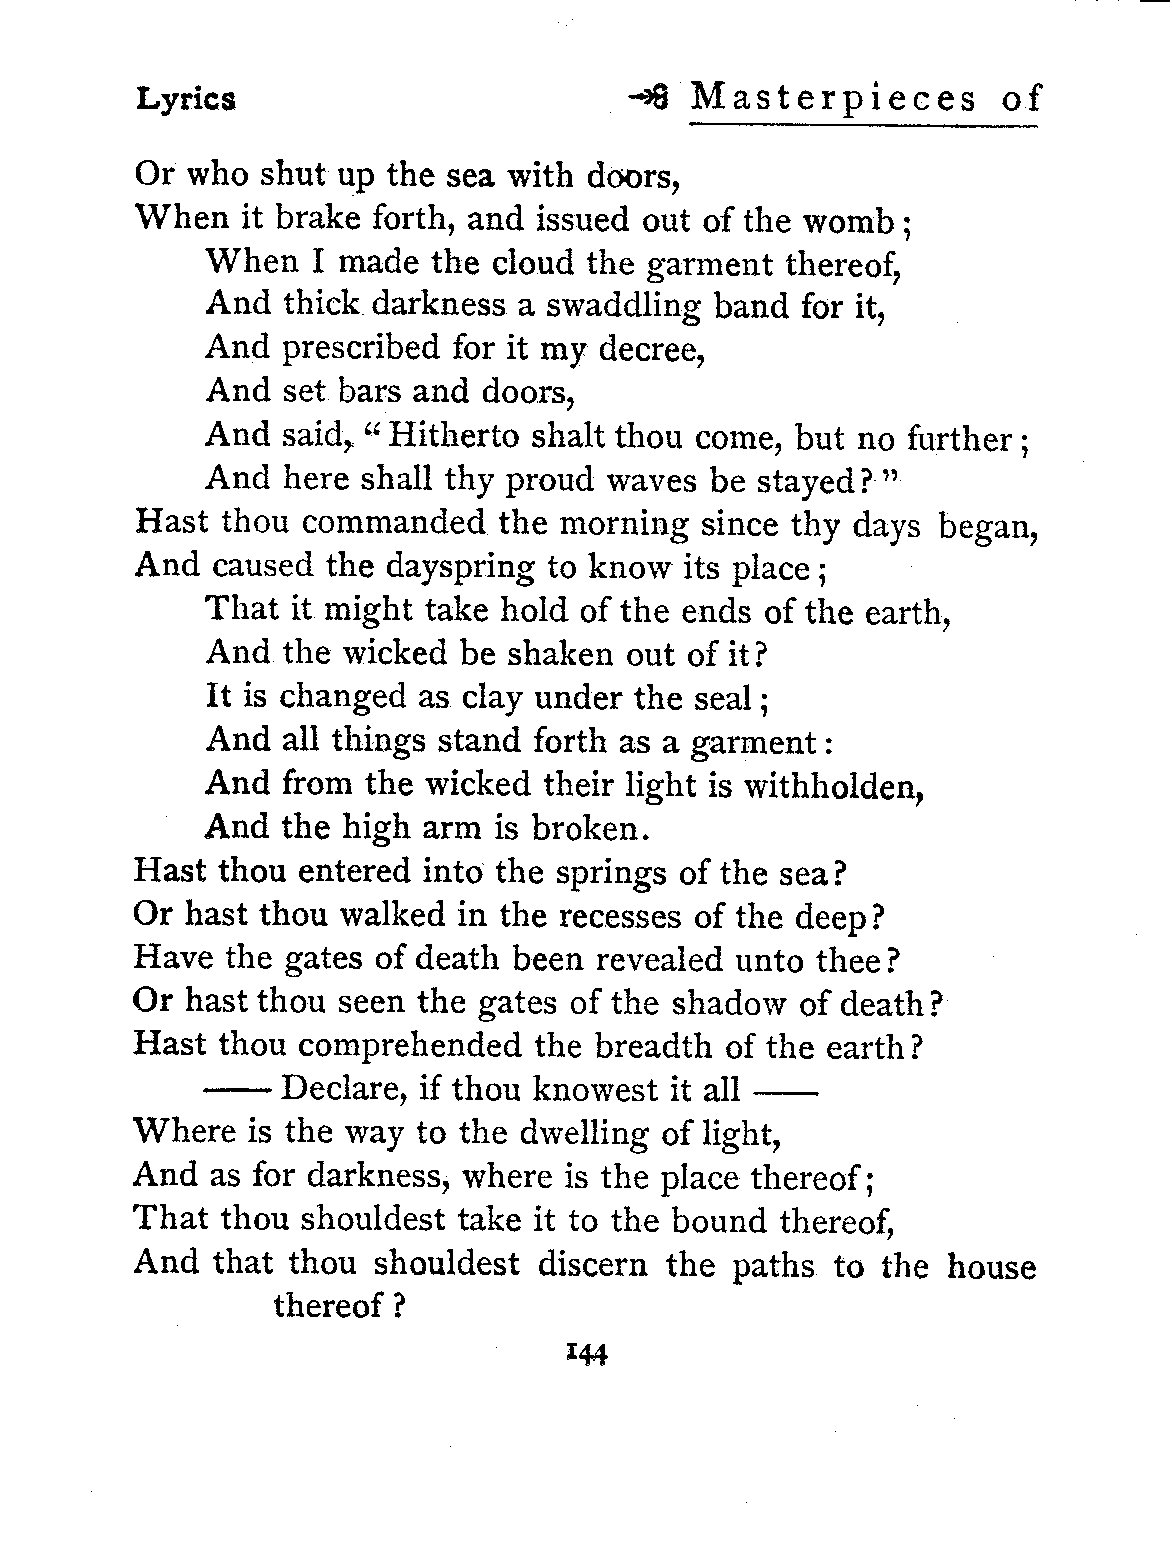 Lyrics Masterpieces of
Or who shut up the sea with doors,
When it brake forth, and issued out of the womb;
When I made the cloud the garment thereof,
And thick darkness a swaddling band for it,
And prescribed for it my decree,
And set bars and doors,
And said, “Hitherto shalt thou come, but no further;
And here shall thy proud waves be stayed?”
Hast thou commanded the morning since thy days began,
And caused the dayspring to know its place;
That it might take hold of the ends of the earth,
And the wicked be shaken out of it?
It is changed as clay under the seal;
And all things stand forth as a garment:
And from the wicked their light is withholden,
And the high arm is broken.
Hast thou entered into the springs of the sea?
Or hast thou walked in the recesses of the deep?
Have the gates of death been revealed unto thee?
Or hast thou seen the gates of the shadow of death?
Hast thou comprehended the breadth of the earth?
—— Declare, if thou knowest it all ——
Where is the way to the dwelling of light,
And as for darkness, where is the place thereof;
That thou shouldest take it to the bound thereof,
And that thou shouldest discern the paths to the house
thereof?
144